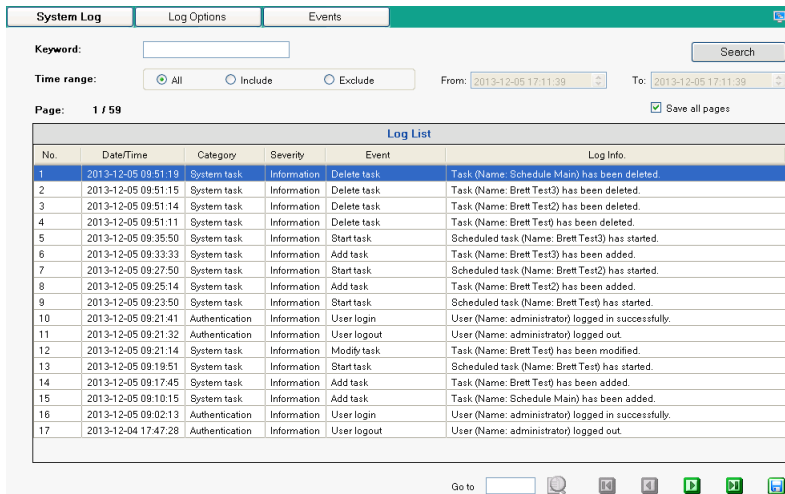 System Log Log Options Events
Keyword: Search
Time range: All Include Exclude From: 2013-12-05 17:11:39 To: 2013-12-05 17:11:39
Page: 1 / 59 Save all pages
Log List
No. Date/Time Category Severity Event Log Info.
1 2013-12-05 09:51:19 System task Information Delete task Task (Name: Schedule Main) has been deleted.
2 2013-12-05 09:51:15 System task Information Delete task Task (Name: Brett Test3) has been deleted.
3 2013-12-05 09:51:14 System task Information Delete task Task (Name: Brett Test2) has been deleted.
4 2013-12-05 09:51:11 System task Information Delete task Task (Name: Brett Test) has been deleted.
5 2013-12-05 09:35:50 System task Information Start task Scheduled task (Name: Brett Test3) has started.
6 2013-12-05 09:33:33 System task Information Add task Task (Name: Brett Test3) has been added.
7 2013-12-05 09:27:50 System task Information Start task Scheduled task (Name: Brett Test2) has started.
8 2013-12-05 09:25:14 System task Information Add task Task (Name: Brett Test2) has been added.
9 2013-12-05 09:23:50 System task Information Start task Scheduled task (Name: Brett Test) has started.
10 2013-12-05 09:21:41 Authentication Information User login User (Name: administrator) logged in successfully.
11 2013-12-05 09:21:32 Authentication Information User logout User (Name: administrator) logged out.
12 2013-12-05 09:21:14 System task Information Modify task Task (Name: Brett Test) has been modified.
13 2013-12-05 09:19:51 System task Information Start task Scheduled task (Name: Brett Test) has started.
14 2013-12-05 09:17:45 System task Information Add task Task (Name: Brett Test) has been added.
15 2013-12-05 09:10:15 System task Information Add task Task (Name: Schedule Main) has been added.
16 2013-12-05 09:02:13 Authentication Information User login User (Name: administrator) logged in successfully.
17 2013-12-04 17:47:28 Authentication Information User logout User (Name: administrator) logged out.
Go to